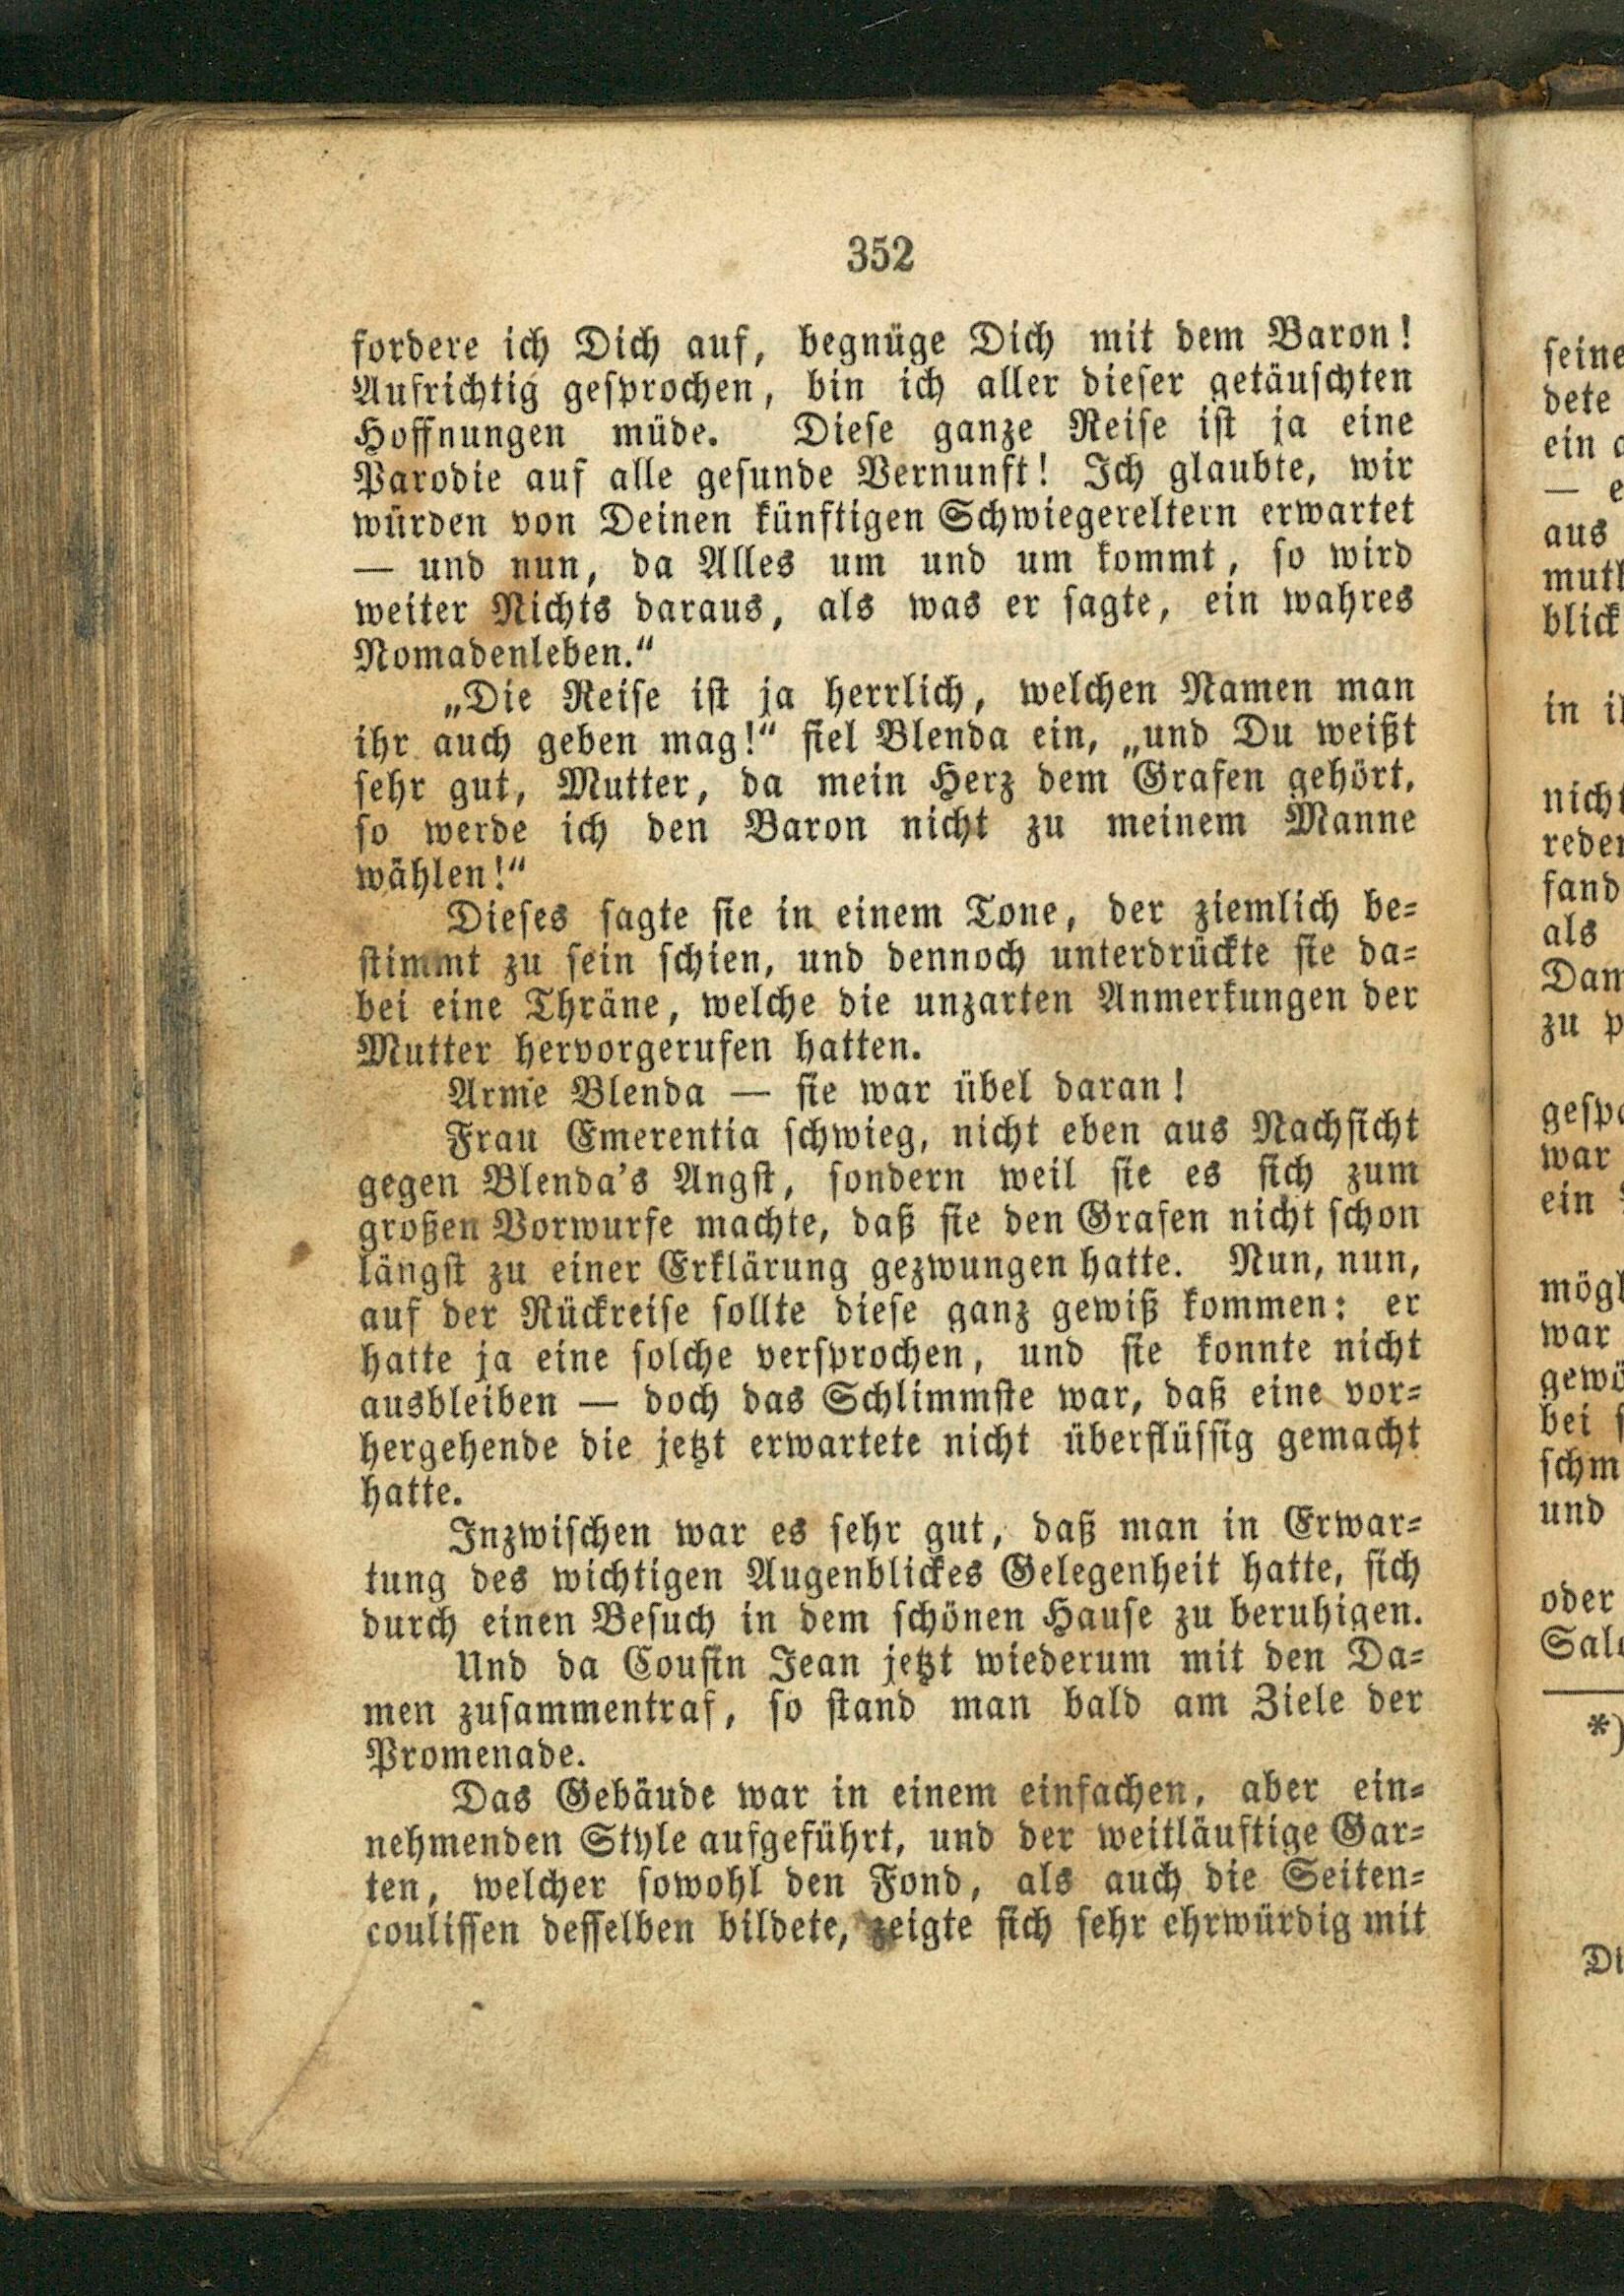 352
fordere ich Dich auf, begnüge Dich mit dem Baron!
Aufrichtig gesprochen, bin ich aller dieser getäuschten
Hoffnungen müde. Diese ganze Reise ist ja eine
Parodie auf alle gesunde Vernunft! Ich glaubte, wir
würden von Deinen künftigen Schwiegereltern erwartet
— und nun, da Alles um und um kommt, so wird
weiter Nichts daraus, als was er sagte, ein wahres
Nomadenleben.“
„Die Reise ist ja herrlich, welchen Namen man
ihr auch geben mag!“ fiel Blenda ein, „und Du weißt
sehr gut, Mutter, da mein Herz dem Grafen gehört,
so werde ich den Baron nicht zu meinem Manne
wählen!“
Dieses sagte sie in einem Tone, der ziemlich be-
stimmt zu sein schien, und dennoch unterdrückte sie da-
bei eine Thräne, welche die unzarten Anmerkungen der
Mutter hervorgerufen hatten.
Arme Blenda — sie war übel daran!
Frau Emerentia schwieg, nicht eben aus Nachsicht
gegen Blenda's Angst, sondern weil sie es sich zum
großen Vorwurfe machte, daß sie den Grafen nicht schon
längst zu einer Erklärung gezwungen hatte. Nun, nun,
auf der Rückreise sollte diese ganz gewiß kommen: er
hatte ja eine solche versprochen, und sie konnte nicht
ausbleiben — doch das Schlimmste war, daß eine vor-
hergehende die jetzt erwartete nicht überflüssig gemacht
hatte.
Inzwischen war es sehr gut, daß man in Erwar-
tung des wichtigen Augenblickes Gelegenheit hatte, sich
durch einen Besuch in dem schönen Hause zu beruhigen.
Und da Cousin Jean jetzt wiederum mit den Da-
men zusammentraf, so stand man bald am Ziele der
Promenade.
Das Gebäude war in einem einfachen, aber ein-
nehmenden Style aufgeführt, und der weitläuftige Gar-
ten, welcher sowohl den Fond, als auch die Seiten-
coulissen desselben bildete, zeigte sich sehr ehrwürdig mit
seine
dete
ein
—
aus
blick
in
als
zu
war
ein
war
bei
und
oder
*)